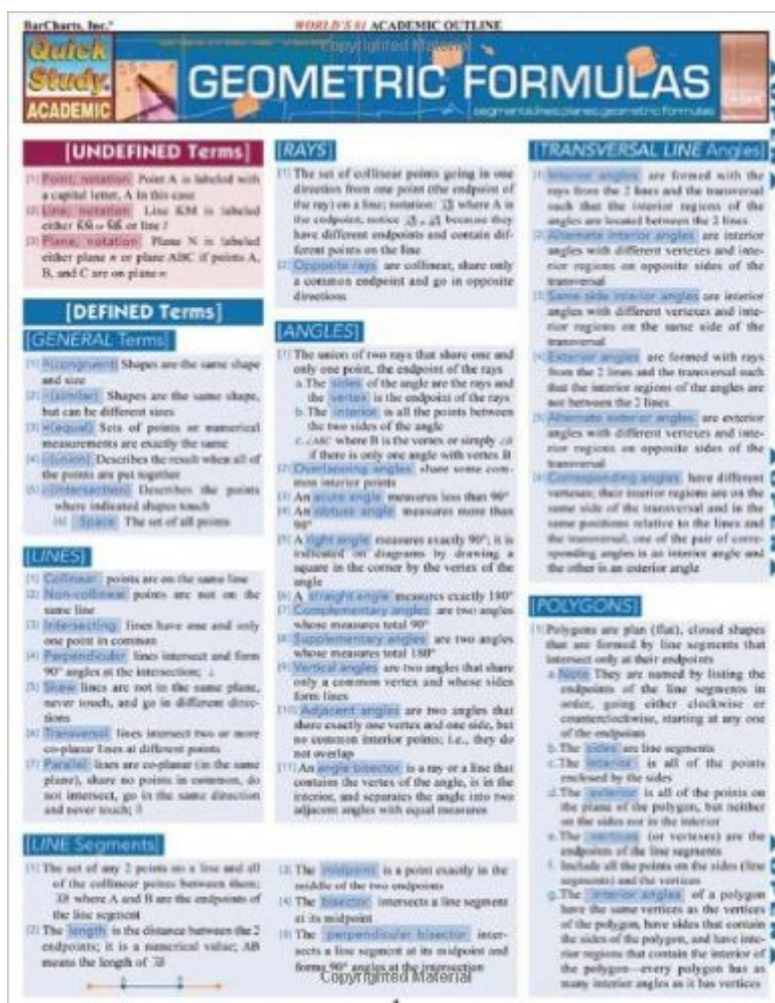 BarCharts, Inc.®
WORLD'S #1 ACADEMIC OUTLINE
Quick
Study.
ACADEMIC
Copyrighted Material
GEOMETRIC FORMULAS
segments, lines, planes, geometric formulas
[UNDEFINED Terms]
[1] Point, notation Point A is labeled with
a capital letter, A in this case
[2] Line, notation Line KM is labeled
either or line l
[3] Plane, notation Plane N is labeled
either plane n or plane ABC if points A,
B, and C are on plane n
[DEFINED Terms]
[GENERAL Terms]
[1] (congruent) Shapes are the same shape
and size
[2] ~(similar) Shapes are the same shape,
but can be different sizes
[3] =(equal) Sets of points or numerical
measurements are exactly the same
[4] (union) Describes the result when all of
the points are put together
[5] (intersection) Describes the points
where indicated shapes touch
[6] Space The set of all points
[LINES]
[1] Collinear points are on the same line
[2] Non-collinear points are not on the
same line
[3] Intersecting lines have one and only
one point in common
[4] Perpendicular lines intersect and form
90° angles at the intersection; ⊥
[5] Skew lines are not in the same plane,
never touch, and go in different direc-
tions
[6] Transversal lines intersect two or more
co-planar lines at different points
[7] Parallel lines are co-planar (in the same
plane), share no points in common, do
not intersect, go in the same direction
and never touch; ||
[LINE Segments]
[1] The set of any 2 points on a line and all
of the collinear points between them;
where A and B are the endpoints of
the line segment
[2] The length is the distance between the 2
endpoints; it is a numerical value; AB
means the length of
[3] The midpoint is a point exactly in the
middle of the two endpoints
[4] The bisector intersects a line segment
at its midpoint
[5] The perpendicular bisector inter-
sects a line segment at its midpoint and
forms 90° angles at the intersection
[RAYS]
[1] The set of collinear points going in one
direction from one point (the endpoint of
the ray) on a line; notation: where A is
the endpoint, notice because they
have different endpoints and contain dif-
ferent points on the line
[2] Opposite rays are collinear, share only
a common endpoint and go in opposite
directions
[ANGLES]
[1] The union of two rays that share one and
only one point, the endpoint of the rays
a. The sides of the angle are the rays and
the vertex is the endpoint of the rays
b. The interior is all the points between
the two sides of the angle
c. ∠ABC where B is the vertex or simply ∠B
if there is only one angle with vertex B
[2] Overlapping angles share some com-
mon interior points
[3] An acute angle measures less than 90°
[4] An obtuse angle measures more than
90°
[5] A right angle measures exactly 90°; it is
indicated on diagrams by drawing a
square in the corner by the vertex of the
angle
[6] A straight angle measures exactly 180°
[7] Complementary angles are two angles
whose measures total 90°
[8] Supplementary angles are two angles
whose measures total 180°
[9] Vertical angles are two angles that share
only a common vertex and whose sides
form lines
[10] Adjacent angles are two angles that
share exactly one vertex and one side, but
no common interior points; i.e., they do
not overlap
[11] An angle bisector is a ray or a line that
contains the vertex of the angle, is in the
interior, and separates the angle into two
adjacent angles with equal measures
[TRANSVERSAL LINE Angles]
[1] Interior angles are formed with the
rays from the 2 lines and the transversal
such that the interior regions of the
angles are located between the 2 lines
[2] Alternate interior angles are interior
angles with different vertexes and inte-
rior regions on opposite sides of the
transversal
[3] Same side interior angles are interior
angles with different vertexes and inte-
rior regions on the same side of the
transversal
[4] Exterior angles are formed with rays
from the 2 lines and the transversal such
that the interior regions of the angles are
not between the 2 lines
[5] Alternate exterior angles are exterior
angles with different vertexes and inte-
rior regions on opposite sides of the
transversal
[6] Corresponding angles have different
vertexes; their interior regions are on the
same side of the transversal and in the
same positions relative to the lines and
the transversal, one of the pair of corre-
sponding angles is an interior angle and
the other is an exterior angle
[POLYGONS]
[1] Polygons are plan (flat), closed shapes
that are formed by line segments that
intersect only at their endpoints
a. Note They are named by listing the
endpoints of the line segments in
order, going either clockwise or
counterclockwise, starting at any one
of the endpoints
b. The sides are line segments
c. The interior is all of the points
enclosed by the sides
d. The exterior is all of the points on
the plane of the polygon, but neither
on the sides nor in the interior
e. The vertices (or vertexes) are the
endpoints of the line segments
f. Include all the points on the sides (line
segments) and the vertices
g. The interior angles of a polygon
have the same vertices as the vertices
of the polygon, have sides that contain
the sides of the polygon, and have inte-
rior regions that contain the interior of
the polygon—every polygon has as
many interior angles as it has vertices
Copyrighted Material
1